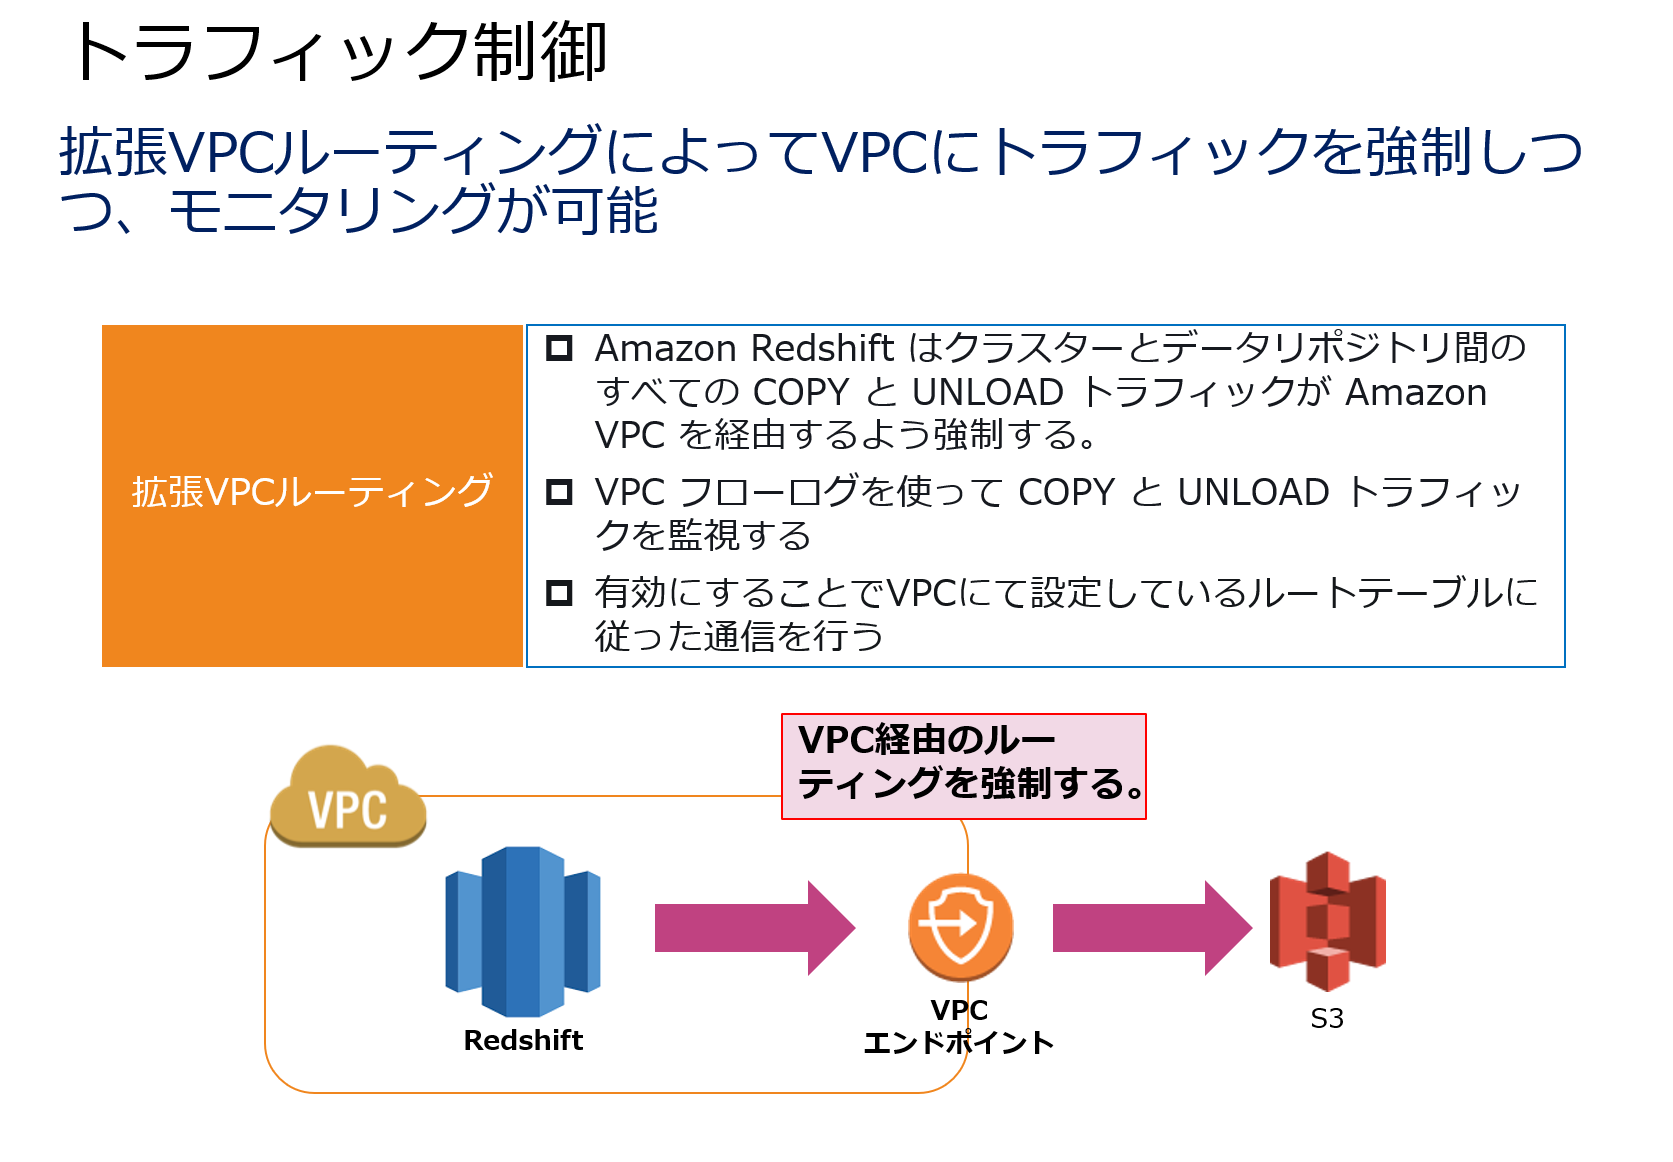 トラフィック制御
拡張VPCルーティングによってVPCにトラフィックを強制しつ
つ、モニタリングが可能
拡張VPCルーティング
Amazon Redshift はクラスターとデータリポジトリ間の
すべての COPY と UNLOAD トラフィックが Amazon
VPC を経由するよう強制する。
VPC フローログを使って COPY と UNLOAD トラフィッ
クを監視する
有効にすることでVPCにて設定しているルートテーブルに
従った通信を行う
VPC経由のルー
ティングを強制する。
VPC
Redshift
VPC
エンドポイント
S3